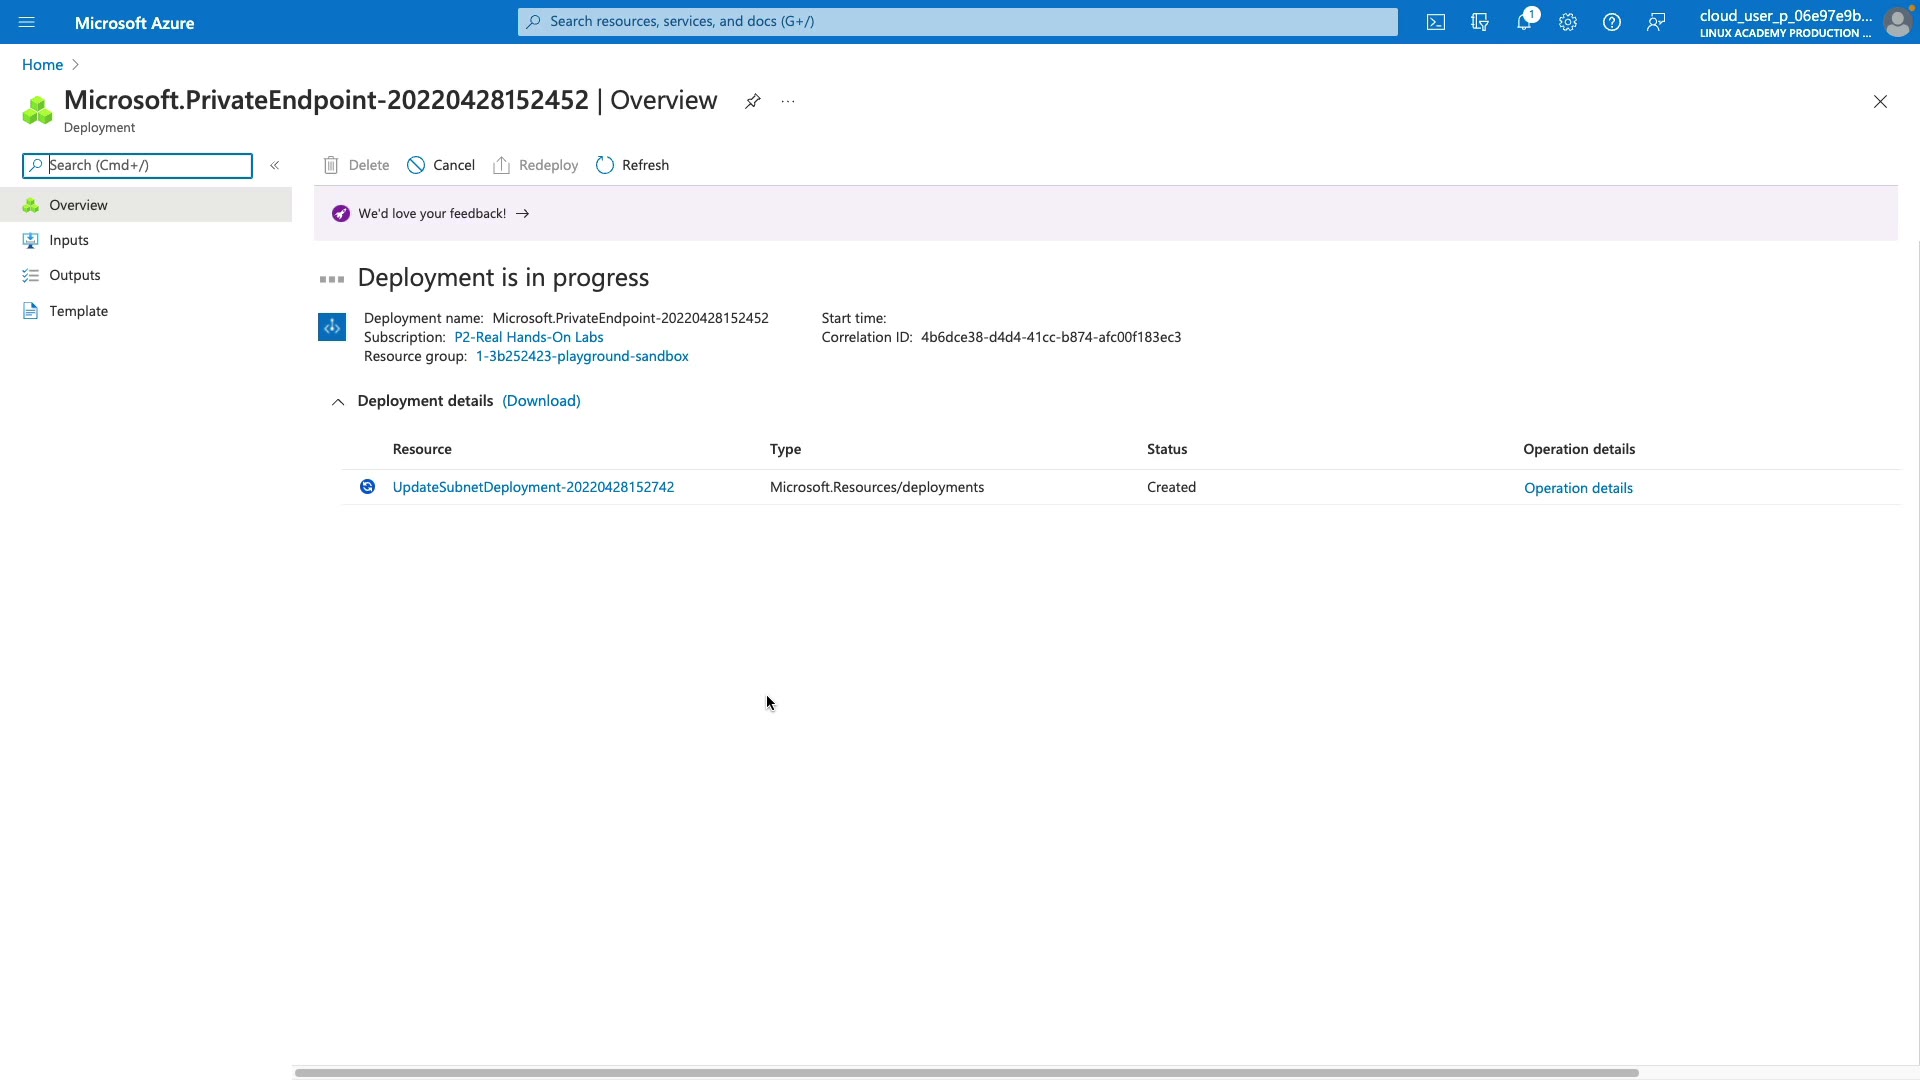 Microsoft Azure
Search resources, services, and docs (G+/)
1
cloud_user_p_06e97e9b...
LINUX ACADEMY PRODUCTION ...
Home
Microsoft.PrivateEndpoint-20220428152452 | Overview
Deployment
Search (Cmd+/)
Delete
Cancel
Redeploy
Refresh
Overview
Inputs
Outputs
Template
We'd love your feedback!
Deployment is in progress
Deployment name: Microsoft.PrivateEndpoint-20220428152452
Subscription: P2-Real Hands-On Labs
Resource group: 1-3b252423-playground-sandbox
Start time:
Correlation ID: 4b6dce38-d4d4-41cc-b874-afc00f183ec3
Deployment details (Download)
Resource Type Status Operation details
UpdateSubnetDeployment-20220428152742 Microsoft.Resources/deployments Created Operation details